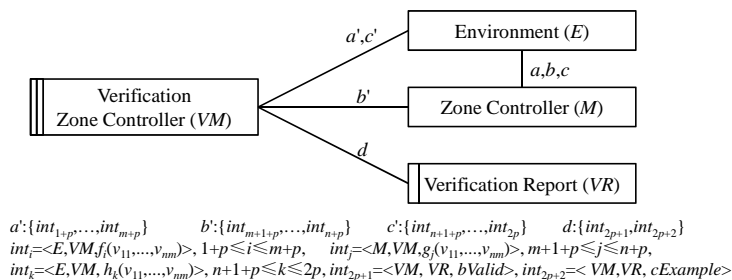 Environment (E)
a',c'
a,b,c
Verification
Zone Controller (VM)
b'
Zone Controller (M)
d
Verification Report (VR)
a':{int1+p,…,intm+p} b':{intm+1+p,…,intn+p} c':{intn+1+p,…,int2p} d:{int2p+1,int2p+2}
inti=<E,VM,fi(v11,...,vnm)>, 1+p≤i≤m+p, intj=<M,VM,gj(v11,...,vnm)>, m+1+p≤j≤n+p,
intk=<E,VM, hk(v11,...,vnm)>, n+1+p≤k≤2p, int2p+1=<VM, VR, bValid>, int2p+2=< VM,VR, cExample>